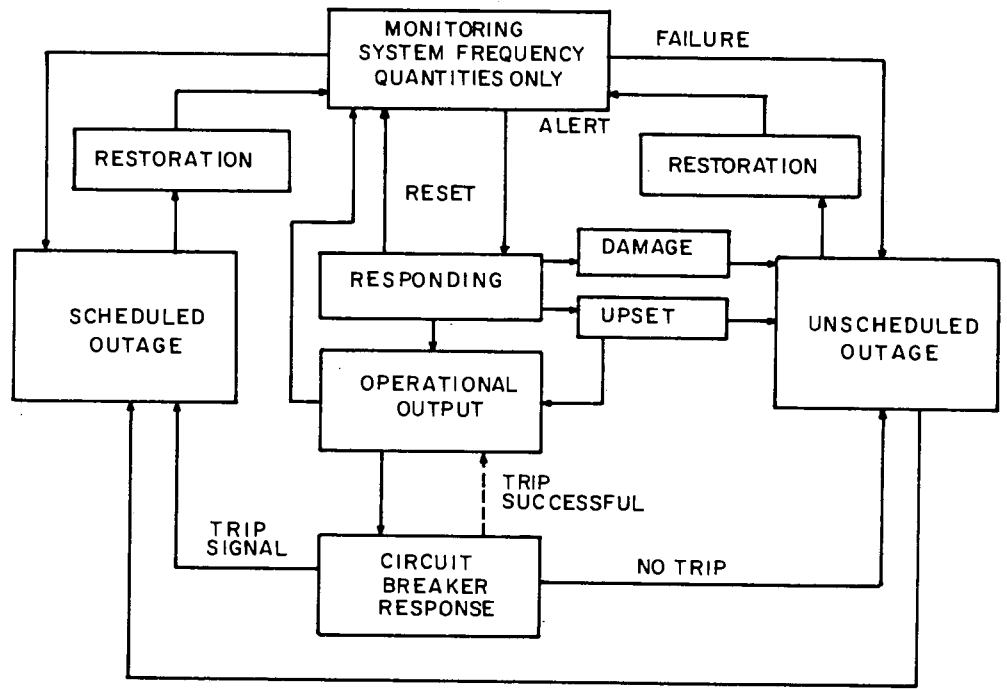 MONITORING
SYSTEM FREQUENCY
QUANTITIES ONLY
FAILURE
ALERT
RESTORATION
RESTORATION
RESET
DAMAGE
RESPONDING
UPSET
SCHEDULED
OUTAGE
UNSCHEDULED
OUTAGE
OPERATIONAL
OUTPUT
TRIP
SUCCESSFUL
TRIP
SIGNAL
CIRCUIT
BREAKER
RESPONSE
NO TRIP